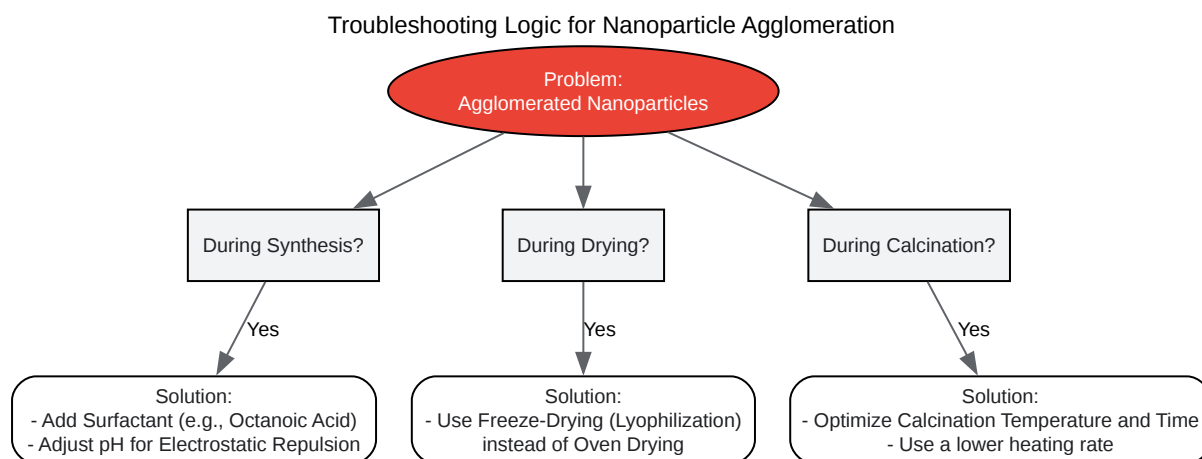 Troubleshooting Logic for Nanoparticle Agglomeration
Problem:
Agglomerated Nanoparticles
During Synthesis?
During Drying?
During Calcination?
Yes
Yes
Yes
Solution:
- Add Surfactant (e.g., Octanoic Acid)
- Adjust pH for Electrostatic Repulsion
Solution:
- Use Freeze-Drying (Lyophilization)
instead of Oven Drying
Solution:
- Optimize Calcination Temperature and Time
- Use a lower heating rate